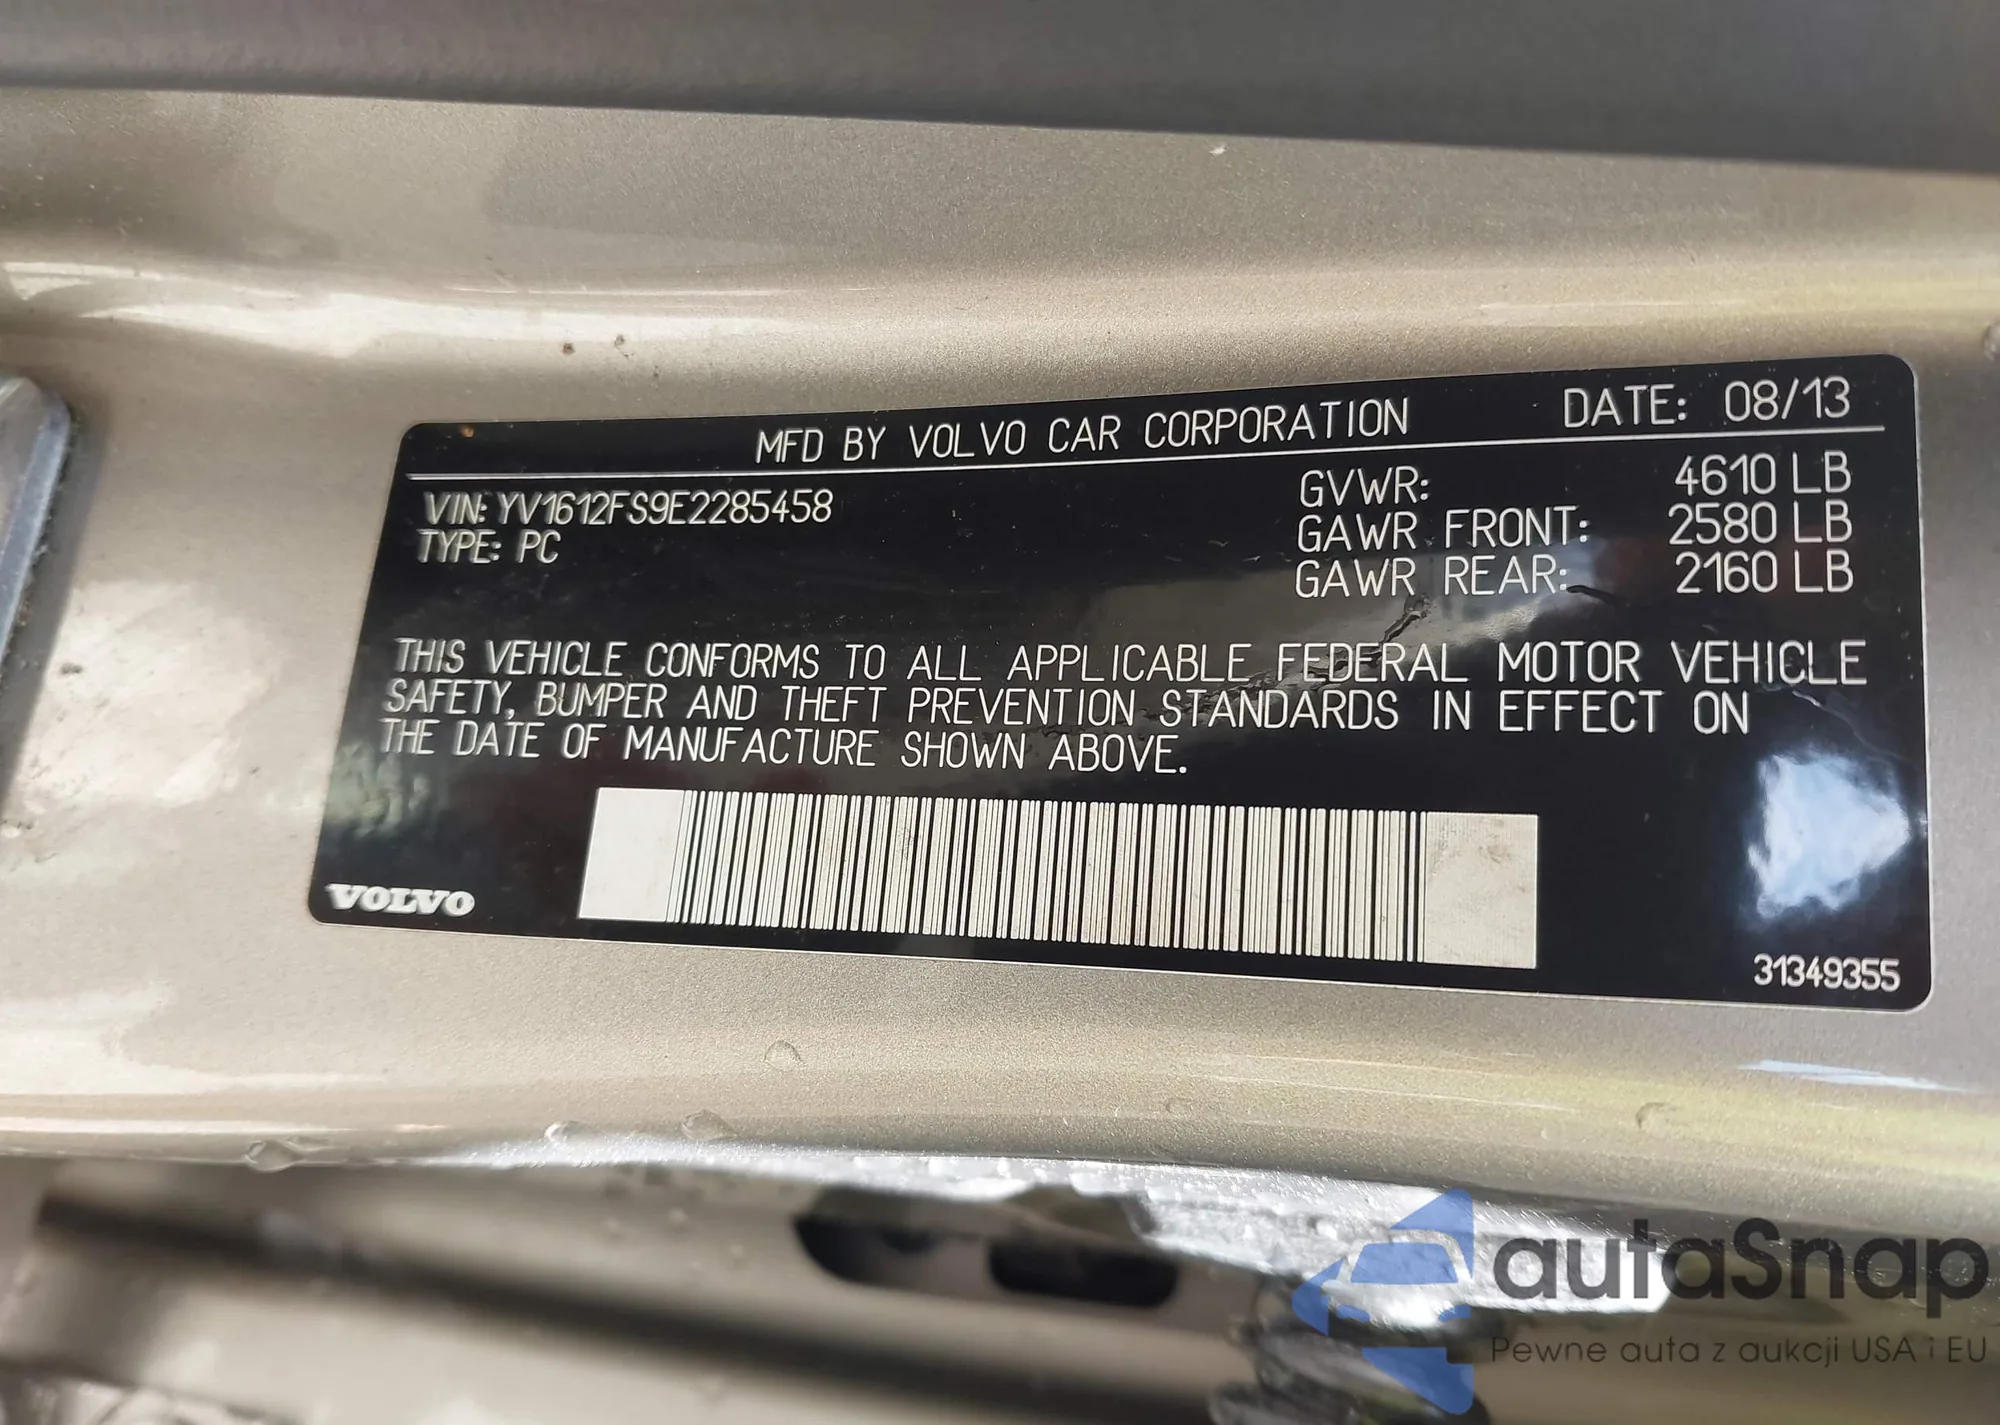 MFD BY VOLVO CAR CORPORATION DATE: 08/13
VIN: YV1612FS9E2285458 GVWR: 4610 LB
TYPE: PC GAWR FRONT: 2580 LB
GAWR REAR: 2160 LB
THIS VEHICLE CONFORMS TO ALL APPLICABLE FEDERAL MOTOR VEHICLE
SAFETY, BUMPER AND THEFT PREVENTION STANDARDS IN EFFECT ON
THE DATE OF MANUFACTURE SHOWN ABOVE.
VOLVO
31349355
autaSnap
Pewne auta z aukcji USA i EU